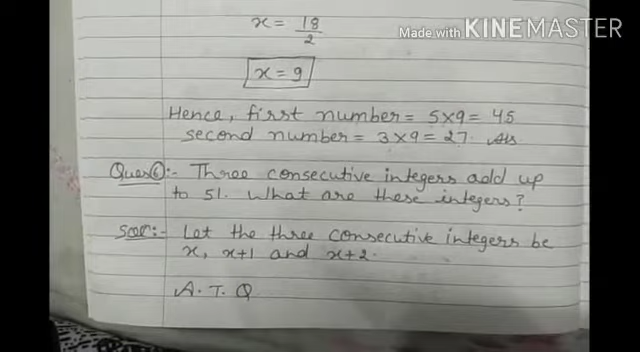 x = 18/2
Made with KINEMASTER
x = 9
Hence, first number = 5×9 = 45
second number = 3×9 = 27. Ans
Ques⑥:- Three consecutive integers add up
to 51. What are these integers?
Sol:- Let the three consecutive integers be
x, x+1 and x+2.
A. T. Q